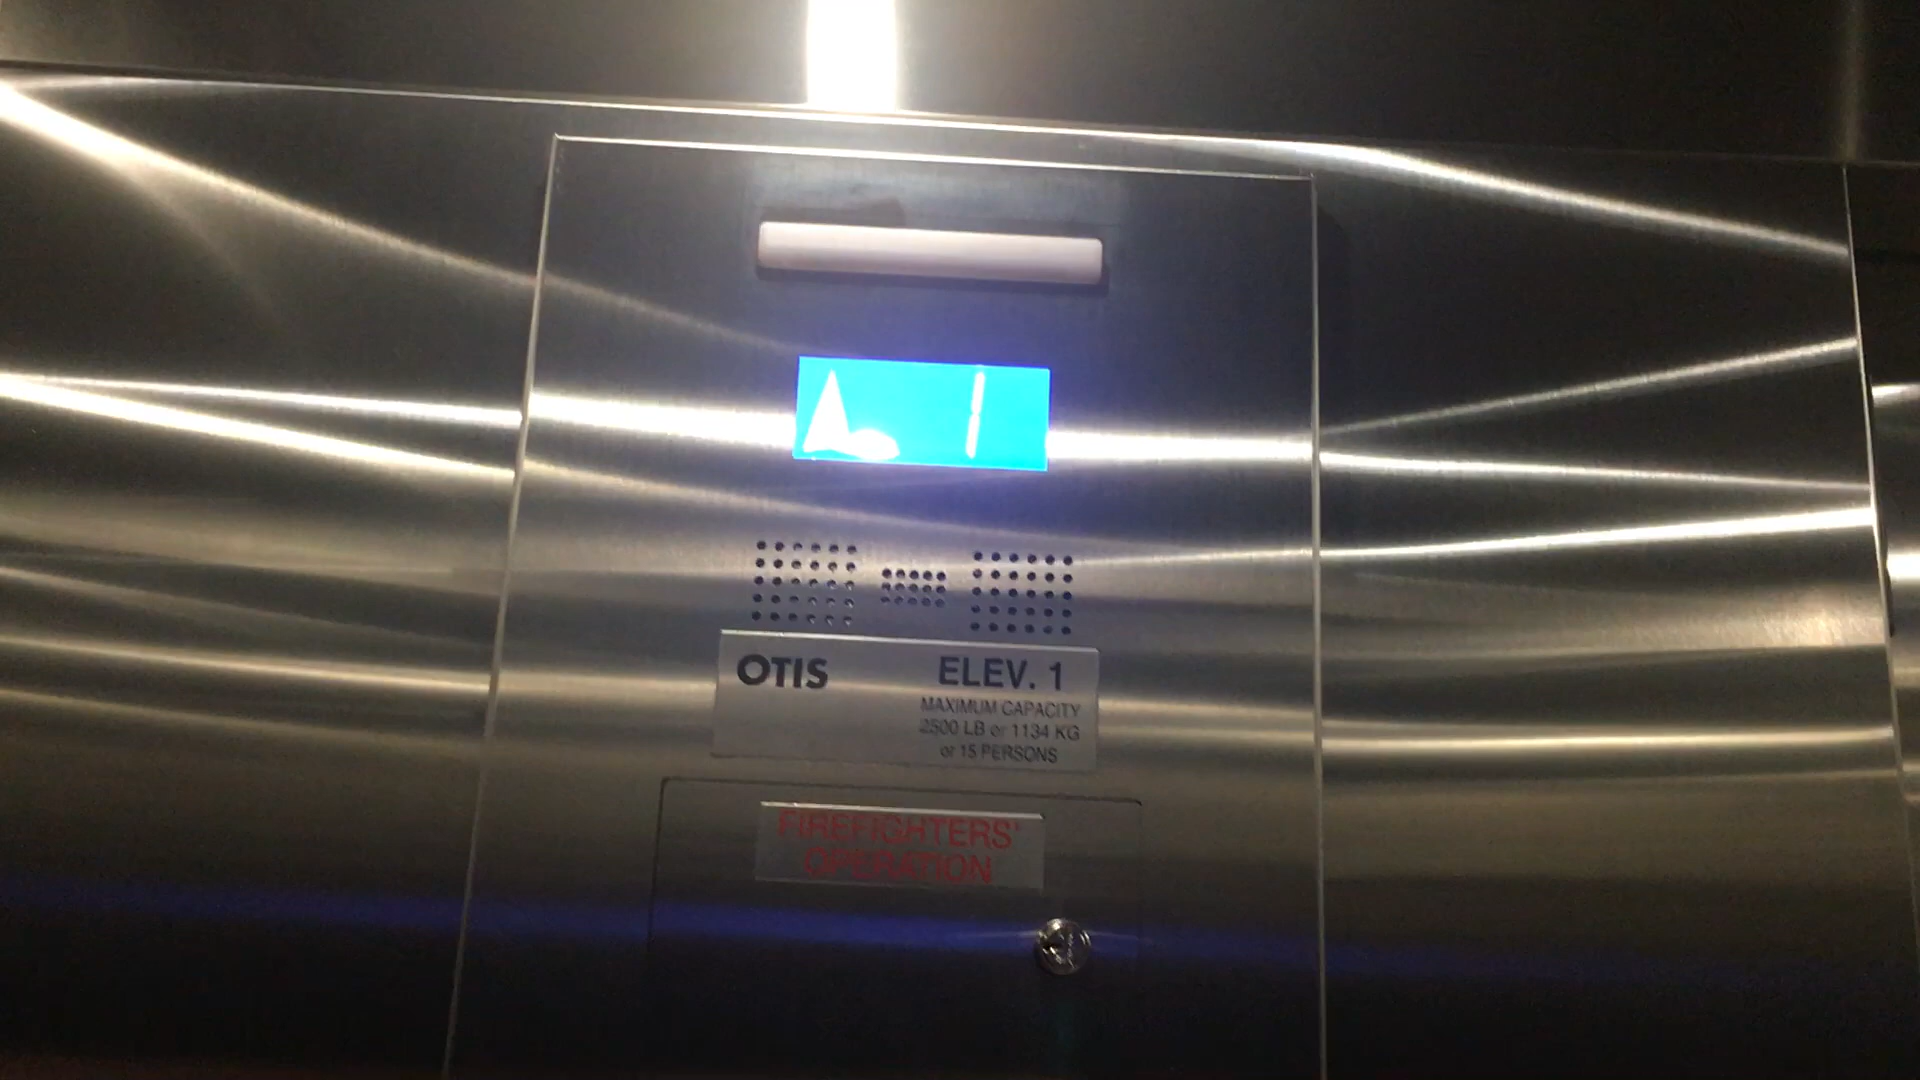 1
OTIS
ELEV. 1
MAXIMUM CAPACITY
2500 LB or 1134 KG
or 15 PERSONS
FIREFIGHTERS'
OPERATION